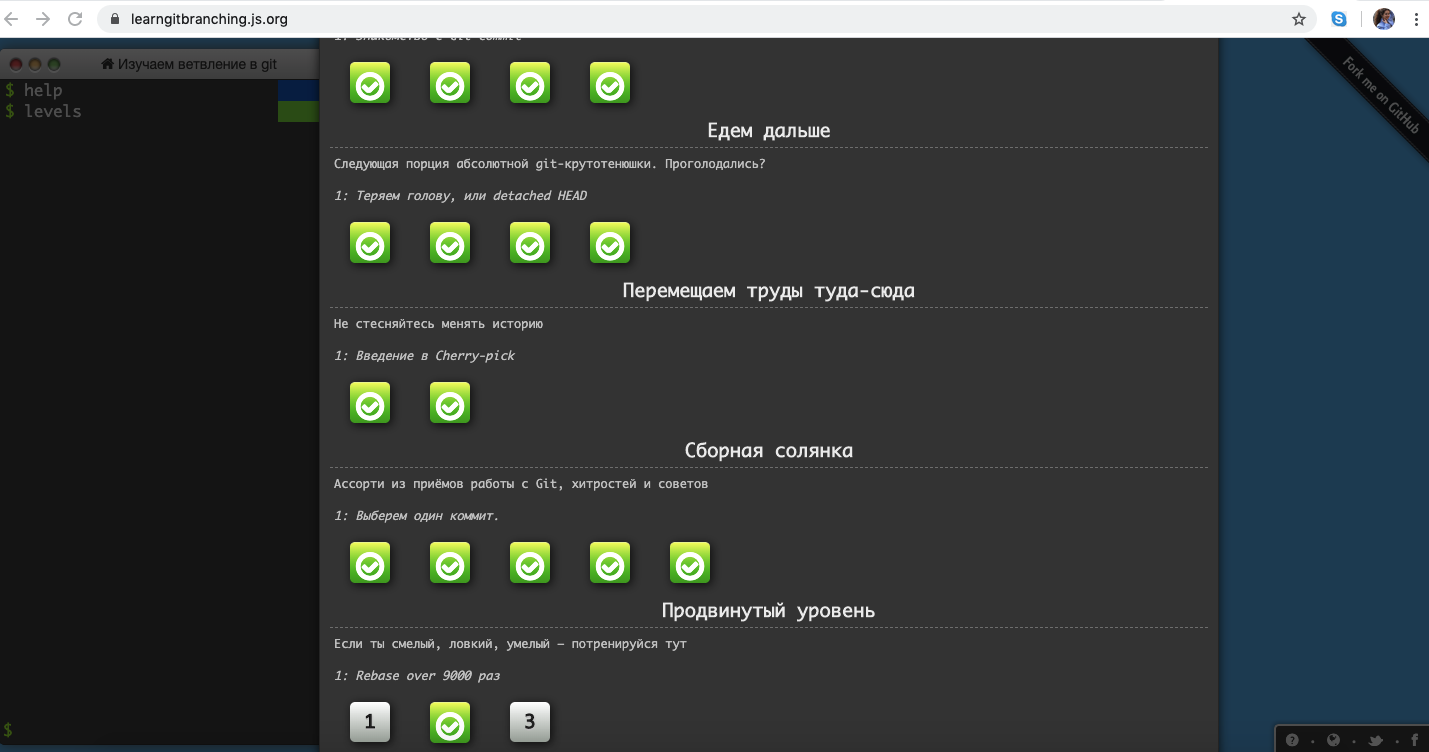 learngitbranching.js.org
1: Знакомство с Git Commit
Изучаем ветвление в git
$ help
$ levels
Fork me on GitHub
Едем дальше
Следующая порция абсолютной git-крутотенюшки. Проголодались?
1: Теряем голову, или detached HEAD
Перемещаем труды туда-сюда
Не стесняйтесь менять историю
1: Введение в Cherry-pick
Сборная солянка
Ассорти из приёмов работы с Git, хитростей и советов
1: Выберем один коммит.
Продвинутый уровень
Если ты смелый, ловкий, умелый – потренируйся тут
1: Rebase over 9000 раз
1 3
$